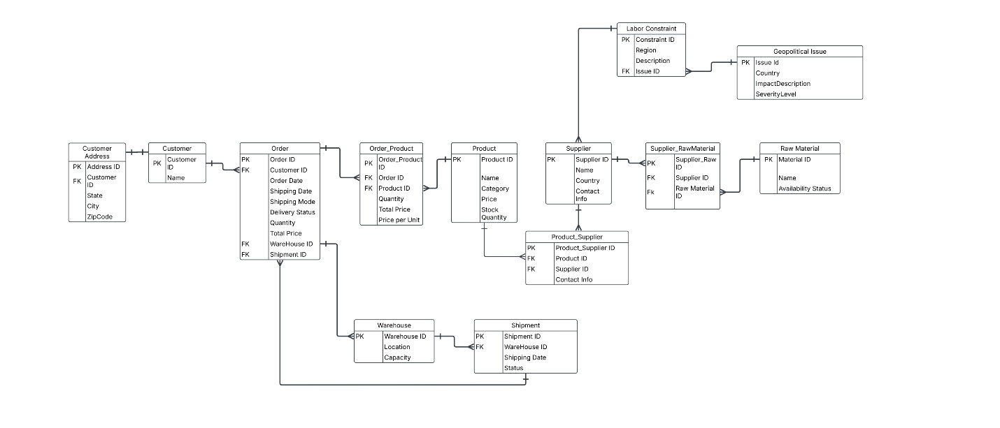 Labor Constraint
PK Constraint ID
Region
Description
FK Issue ID
Geopolitical Issue
PK Issue Id
Country
ImpactDescription
SeverityLevel
Customer
Address
PK Address ID
FK Customer
ID
State
City
ZipCode
Customer
PK Customer
ID
Name
Order
PK Order ID
FK Customer ID
Order Date
Shipping Date
Shipping Mode
Delivery Status
Quantity
Total Price
FK WareHouse ID
FK Shipment ID
Order_Product
PK Order_Product
ID
FK Order ID
FK Product ID
Quantity
Total Price
Price per Unit
Product
PK Product ID
Name
Category
Price
Stock
Quantity
Supplier
PK Supplier ID
Name
Country
Contact
Info
Supplier_RawMaterial
PK Supplier_Raw
ID
FK Supplier ID
Fk Raw Material
ID
Raw Material
PK Material ID
Name
Availability Status
Product_Supplier
PK Product_Supplier ID
FK Product ID
FK Supplier ID
Contact Info
Warehouse
PK Warehouse ID
Location
Capacity
Shipment
PK Shipment ID
FK WareHouse ID
Shipping Date
Status